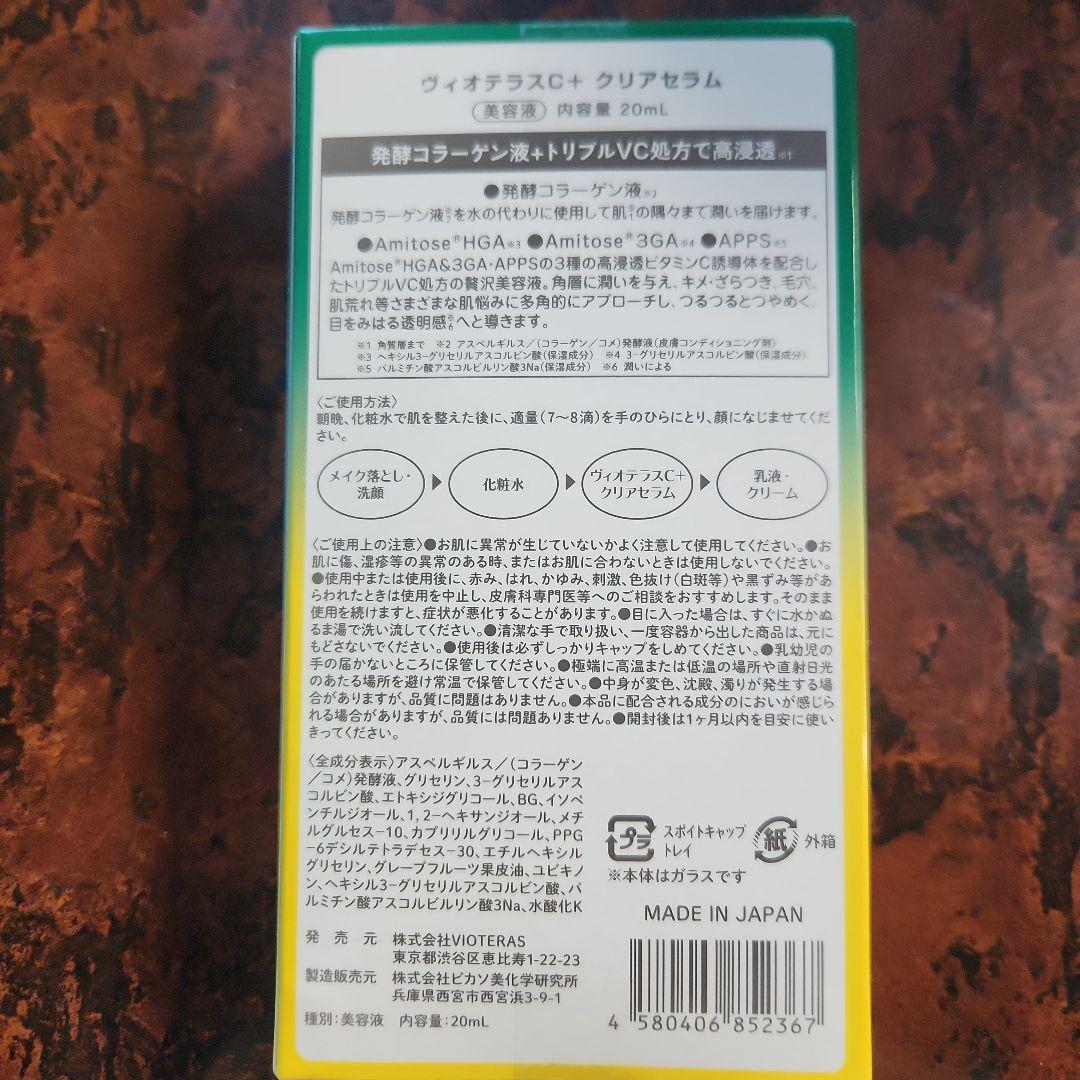 ヴィオテラスC+ クリアセラム
美容液 内容量 20mL
発酵コラーゲン液+トリプルVC処方で高浸透※1
●発酵コラーゲン液※2
発酵コラーゲン液※2を水の代わりに使用して肌※1の隅々まで潤いを届けます。
●Amitose®HGA※3 ●Amitose®3GA※4 ●APPS※5
Amitose®HGA&3GA・APPSの3種の高浸透ビタミンC誘導体を配合し
たトリプルVC処方の贅沢美容液。角層に潤いを与え、キメ・ざらつき、毛穴、
肌荒れ等さまざまな肌悩みに多角的にアプローチし、つるつるとつやめく、
目をみはる透明感※6へと導きます。
※1 角質層まで ※2 アスペルギルス/(コラーゲン/コメ)発酵液(皮膚コンディショニング剤)
※3 ヘキシル3-グリセリルアスコルビン酸(保湿成分) ※4 3-グリセリルアスコルビン酸(保湿成分)
※5 パルミチン酸アスコルビルリン酸3Na(保湿成分) ※6 潤いによる
〈ご使用方法〉
朝晩、化粧水で肌を整えた後に、適量(7〜8滴)を手のひらにとり、顔になじませてくだ
さい。
メイク落とし・
洗顔
化粧水
ヴィオテラスC+
クリアセラム
乳液・
クリーム
〈ご使用上の注意〉●お肌に異常が生じていないかよく注意して使用してください。●お
肌に傷、湿疹等の異常のある時、またはお肌に合わないときは使用しないでください。
●使用中または使用後に、赤み、はれ、かゆみ、刺激、色抜け(白斑等)や黒ずみ等があ
らわれたときは使用を中止し、皮膚科専門医等へのご相談をおすすめします。そのまま
使用を続けますと、症状が悪化することがあります。●目に入った場合は、すぐに水かぬ
るま湯で洗い流してください。●清潔な手で取り扱い、一度容器から出した商品は、元に
もどさないでください。●使用後は必ずしっかりキャップをしめてください。●乳幼児の
手の届かないところに保管してください。●極端に高温または低温の場所や直射日光
のあたる場所を避け常温で保管してください。●中身が変色、沈殿、濁りが発生する場
合がありますが、品質に問題はありません。●本品に配合される成分のにおいが感じら
れる場合がありますが、品質には問題ありません。●開封後は1ヶ月以内を目安に使い
きってください。
〈全成分表示〉アスペルギルス/(コラーゲン
/コメ)発酵液、グリセリン、3-グリセリルアス
コルビン酸、エトキシジグリコール、BG、イソペ
ンチルジオール、1,2-ヘキサンジオール、メチ
ルグルセス-10、カプリリルグリコール、PPG
-6デシルテトラデセス-30、エチルヘキシル
グリセリン、グレープフルーツ果皮油、ユビキノ
ン、ヘキシル3-グリセリルアスコルビン酸、パ
ルミチン酸アスコルビルリン酸3Na、水酸化K
プラ
スポイトキャップ
トレイ
紙
外箱
※本体はガラスです
MADE IN JAPAN
発売元 株式会社VIOTERAS
東京都渋谷区恵比寿1-22-23
製造販売元 株式会社ピカソ美化学研究所
兵庫県西宮市西宮浜3-9-1
種別:美容液 内容量:20mL
4 580406 852367